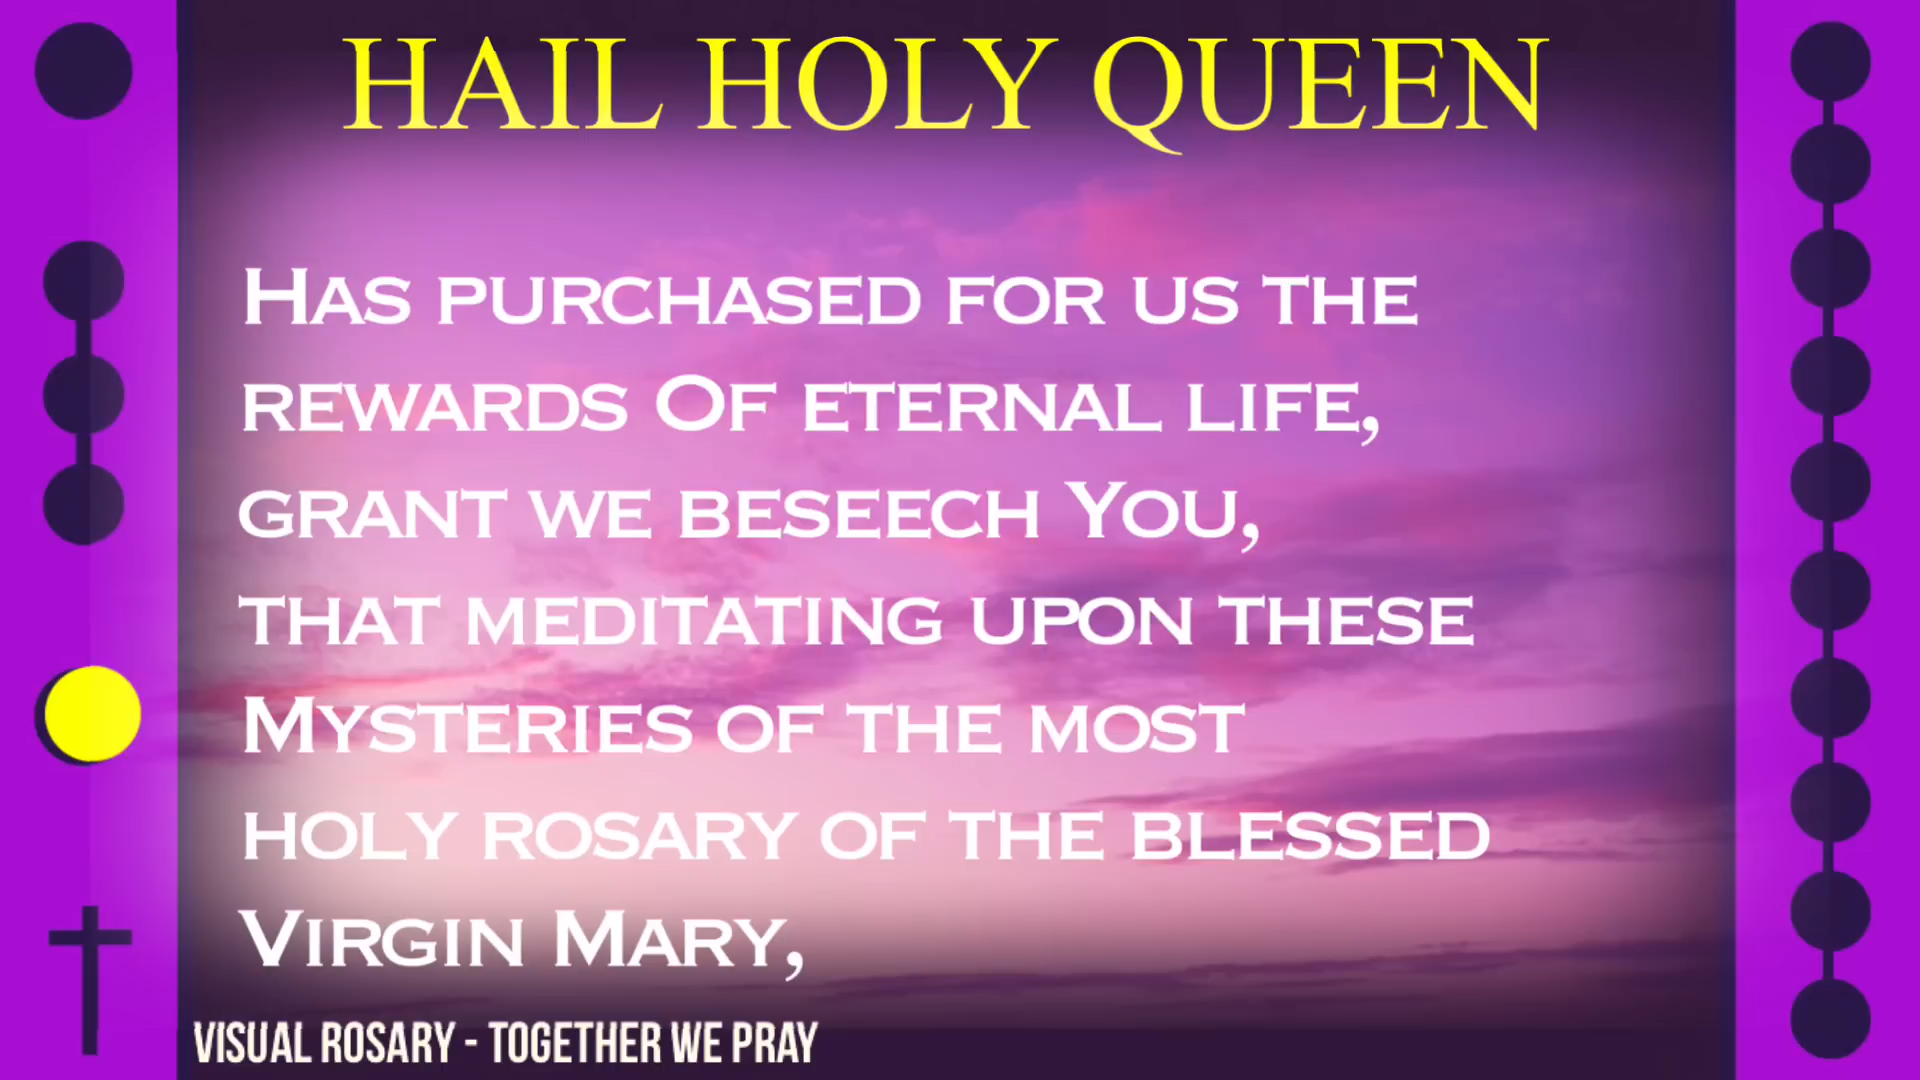 HAIL HOLY QUEEN
Has purchased for us the
rewards Of eternal life,
grant we beseech You,
that meditating upon these
Mysteries of the most
holy rosary of the blessed
Virgin Mary,
VISUAL ROSARY - TOGETHER WE PRAY